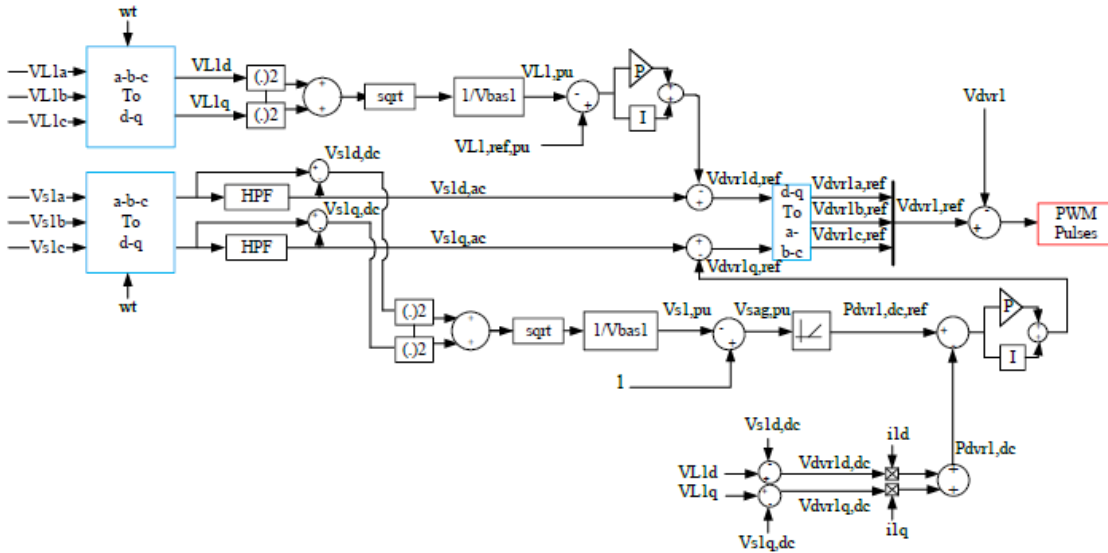 wt
VL1a
VL1b
VL1c
a-b-c
To
d-q
VL1d
VL1q
(.)2
(.)2
+
+
sqrt
1/Vbas1
VL1,pu
-
+
VL1,ref,pu
P
I
+
+
Vs1a
Vs1b
Vs1c
a-b-c
To
d-q
wt
HPF
HPF
Vs1d,dc
+
-
Vs1q,dc
+
-
Vs1d,ac
Vs1q,ac
-
+
+
-
Vdvr1d,ref
Vdvr1q,ref
d-q
To
a-
b-c
Vdvr1a,ref
Vdvr1b,ref
Vdvr1c,ref
Vdvr1,ref
Vdvr1
-
+
PWM
Pulses
(.)2
(.)2
+
+
sqrt
1/Vbas1
Vs1,pu
-
+
1
Vsag,pu
Pdvr1,dc,ref
+
-
P
I
+
+
Vs1d,dc
VL1d
VL1q
-
+
+
-
Vs1q,dc
Vdvr1d,dc
Vdvr1q,dc
i1d
i1q
+
+
Pdvr1,dc